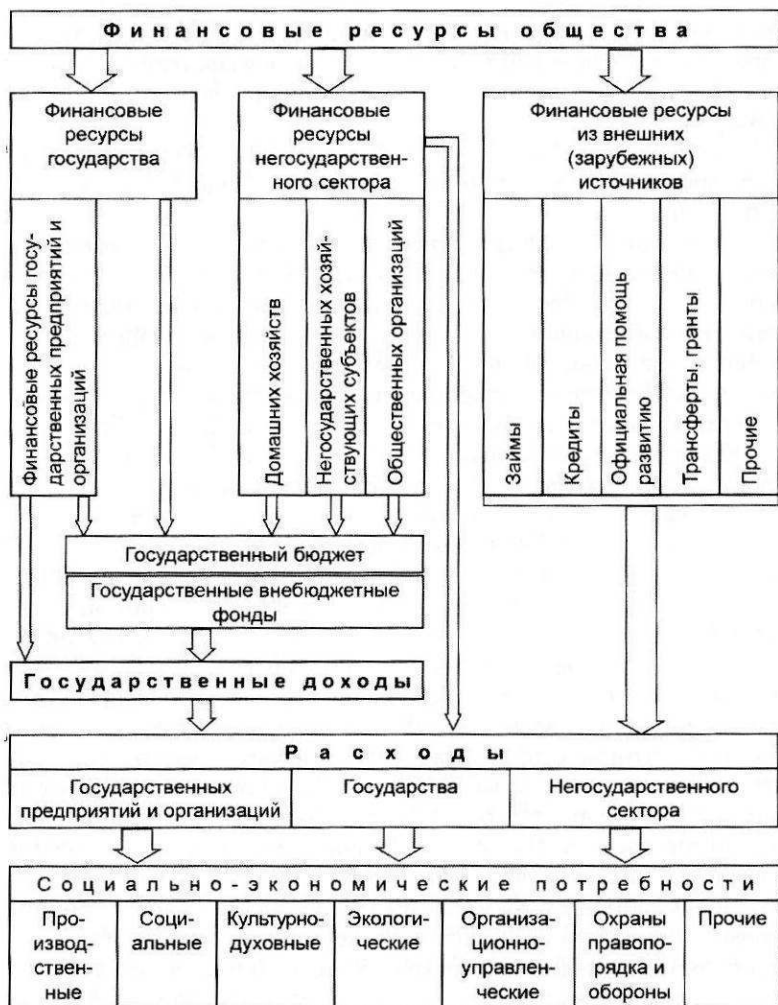 Финансовые ресурсы общества
Финансовые
ресурсы
государства
Финансовые
ресурсы
негосударствен-
ного сектора
Финансовые ресурсы
из внешних
(зарубежных)
источников
Финансовые ресурсы госу-
дарственных предприятий и
организаций
Домашних хозяйств
Негосударственных хозяй-
ствующих субъектов
Общественных организаций
Займы
Кредиты
Официальная помощь
развитию
Трансферты, гранты
Прочие
Государственный бюджет
Государственные внебюджетные
фонды
Государственные доходы
Расходы
Государственных
предприятий и организаций
Государства
Негосударственного
сектора
Социально-экономические потребности
Про-
изводс-
твен-
ные
Соци-
альные
Культурно-
духовные
Экологи-
ческие
Организа-
ционно-
управлен-
ческие
Охраны
правопо-
рядка и
обороны
Прочие